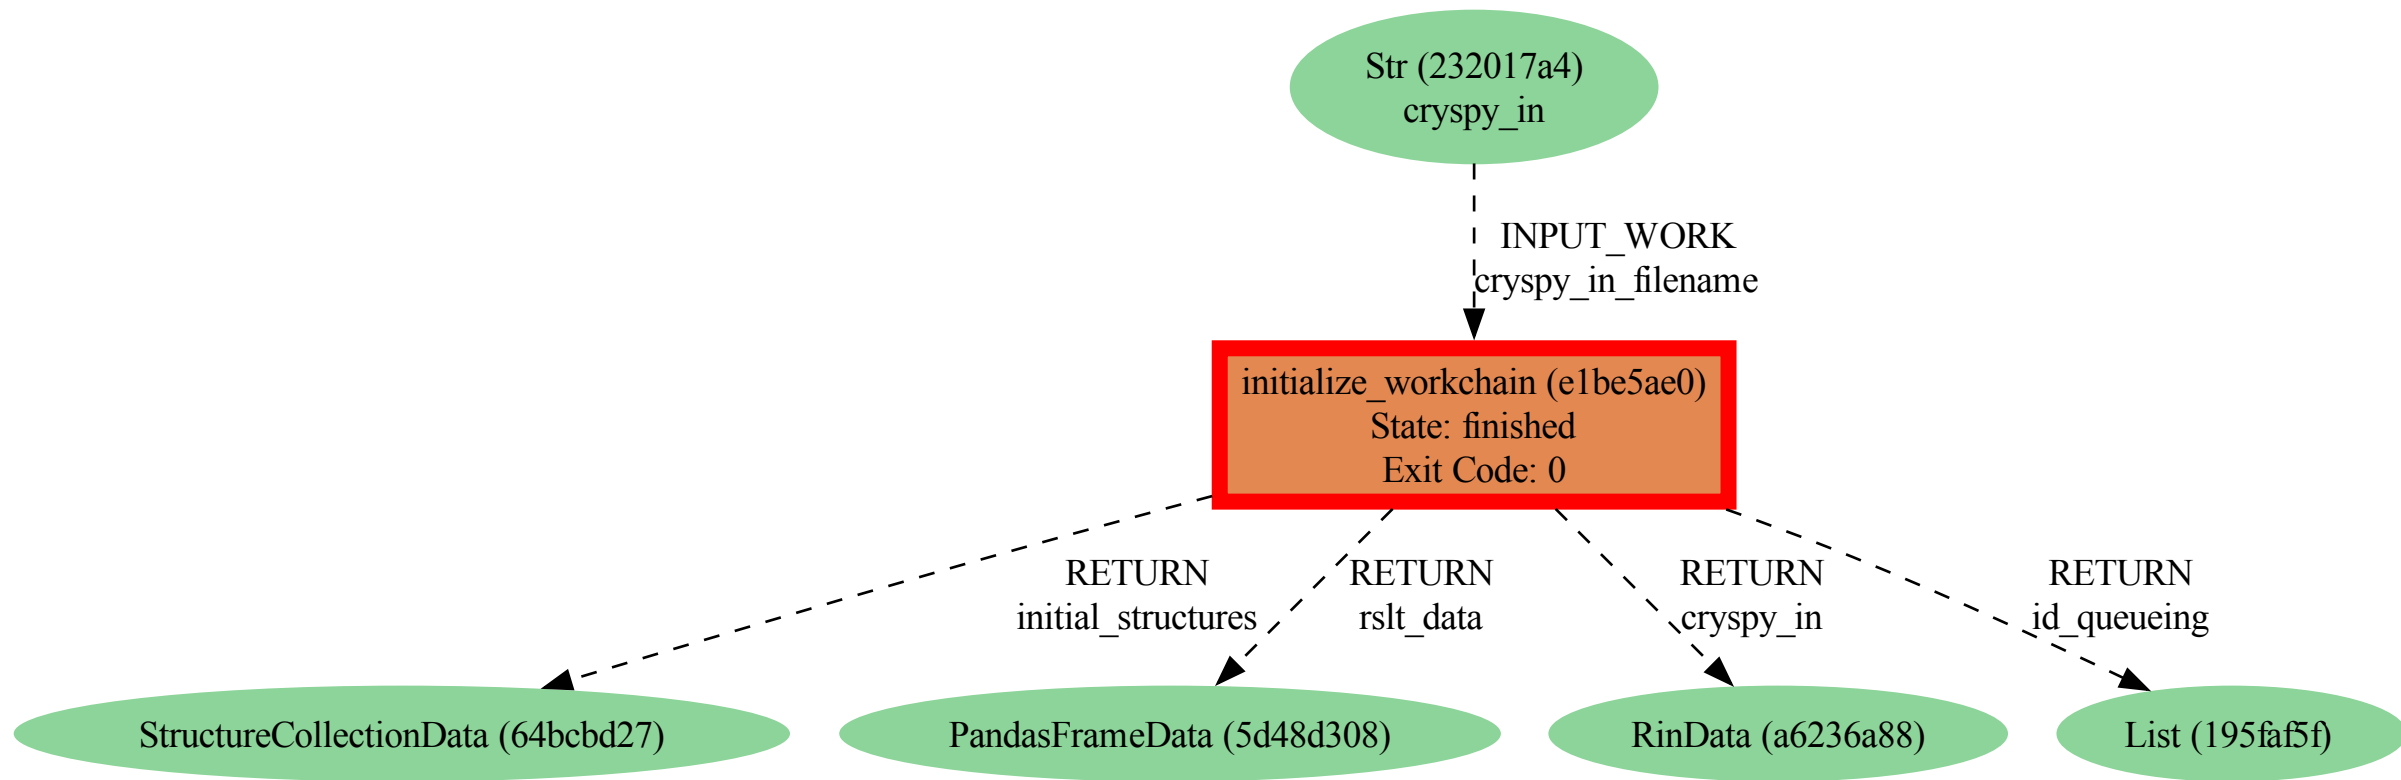 Str (232017a4)
cryspy_in
INPUT_WORK
cryspy_in_filename
initialize_workchain (e1be5ae0)
State: finished
Exit Code: 0
RETURN
initial_structures
RETURN
rslt_data
RETURN
cryspy_in
RETURN
id_queueing
StructureCollectionData (64bcbd27)
PandasFrameData (5d48d308)
RinData (a6236a88)
List (195faf5f)